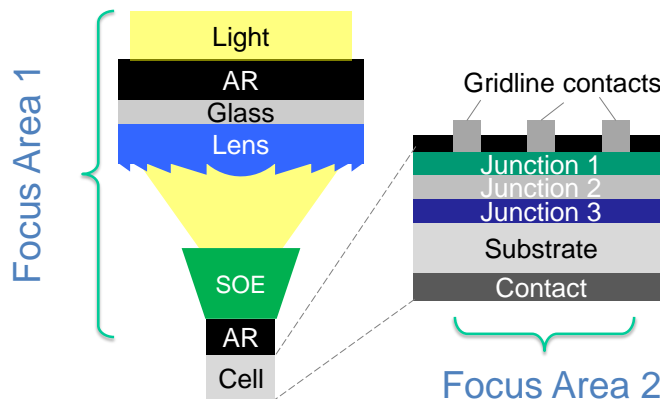 Focus Area 1
Light
AR
Glass
Lens
SOE
AR
Cell
Gridline contacts
Junction 1
Junction 2
Junction 3
Substrate
Contact
Focus Area 2